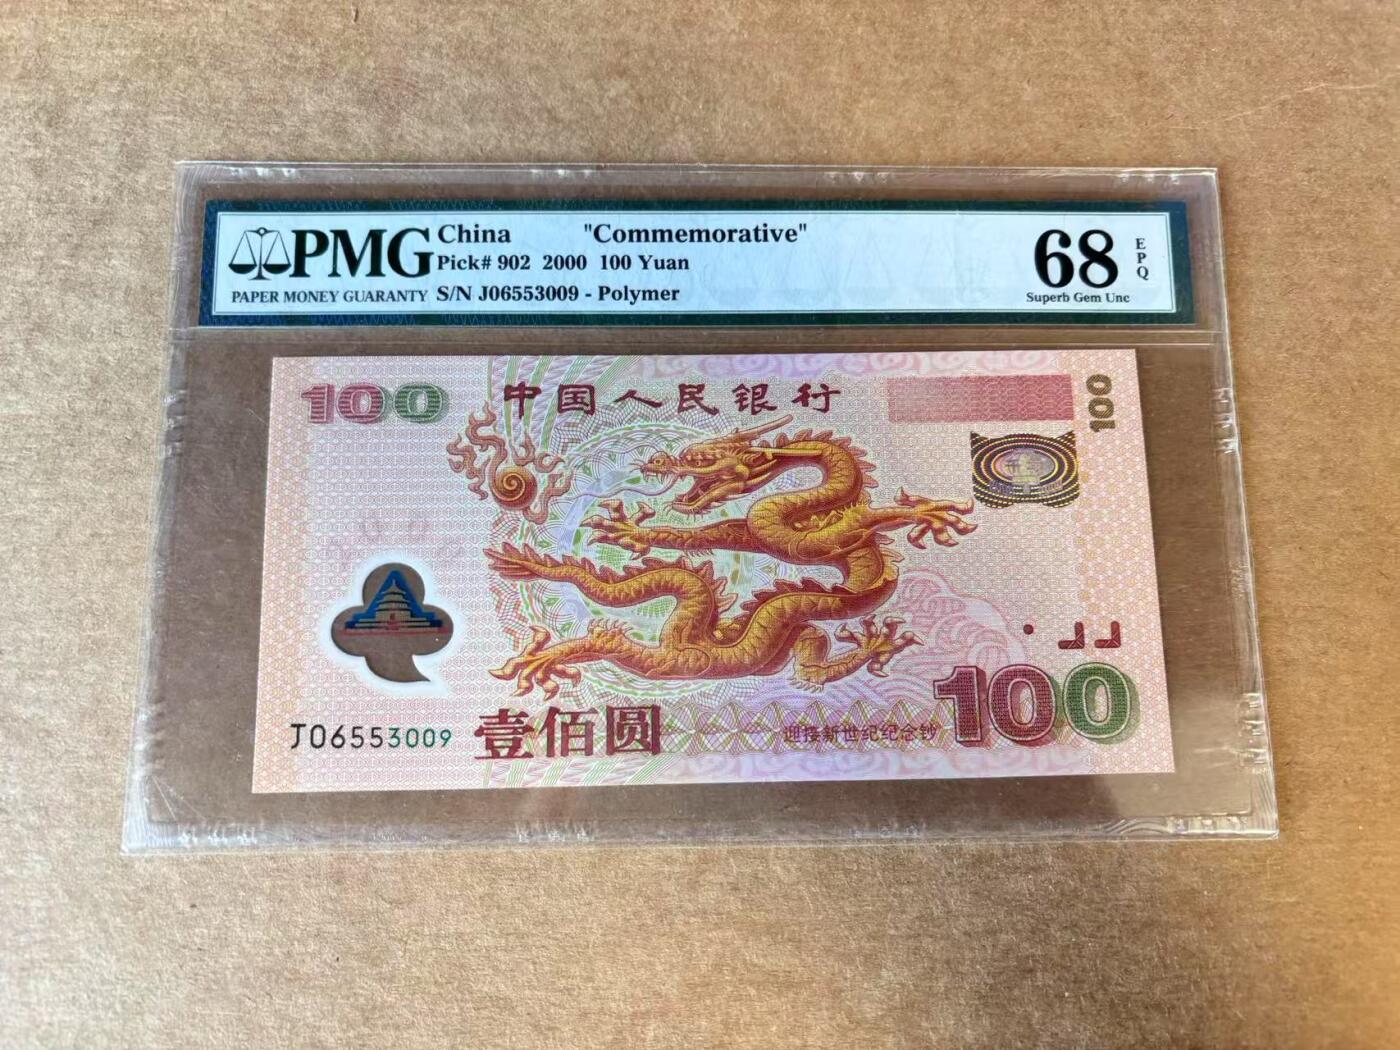 PMG
PAPER MONEY GUARANTY
China "Commemorative"
Pick# 902 2000 100 Yuan
S/N J06553009 - Polymer
68
EPQ
Superb Gem Unc
100
中国人民银行
100
J06553009
壹佰圆
迎接新世纪纪念钞
100